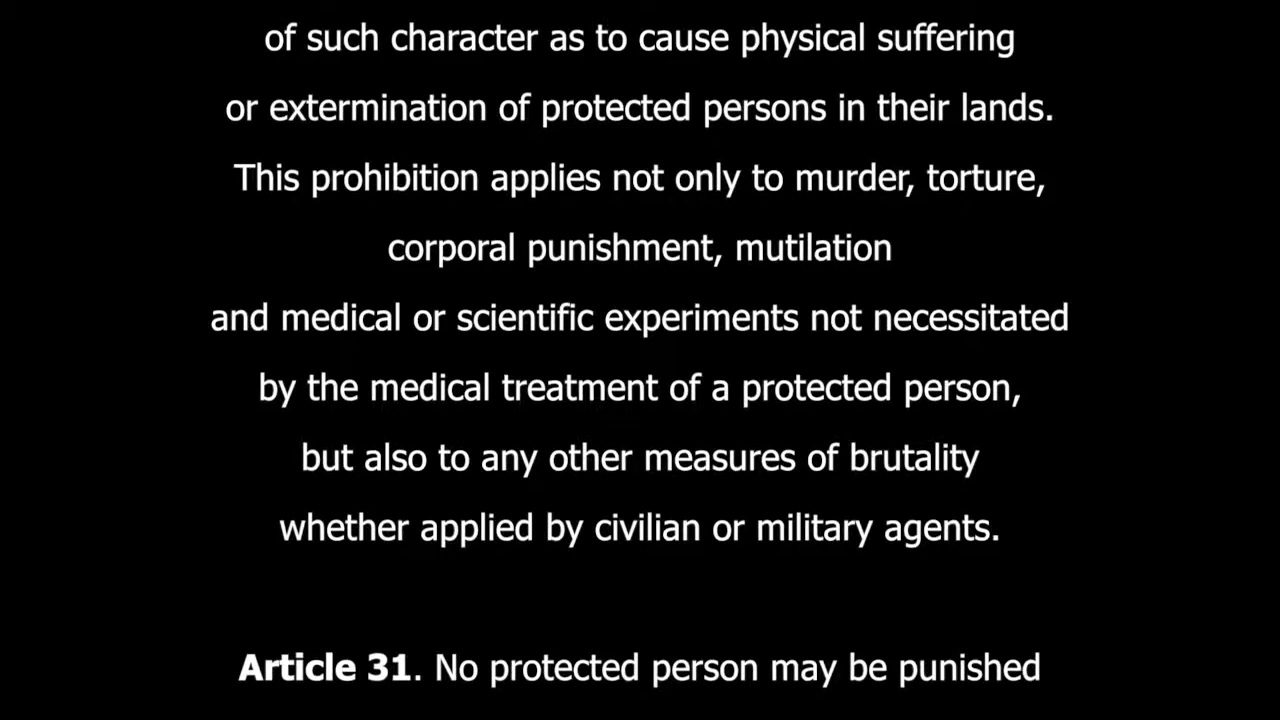 of such character as to cause physical suffering
or extermination of protected persons in their lands.
This prohibition applies not only to murder, torture,
corporal punishment, mutilation
and medical or scientific experiments not necessitated
by the medical treatment of a protected person,
but also to any other measures of brutality
whether applied by civilian or military agents.
Article 31. No protected person may be punished